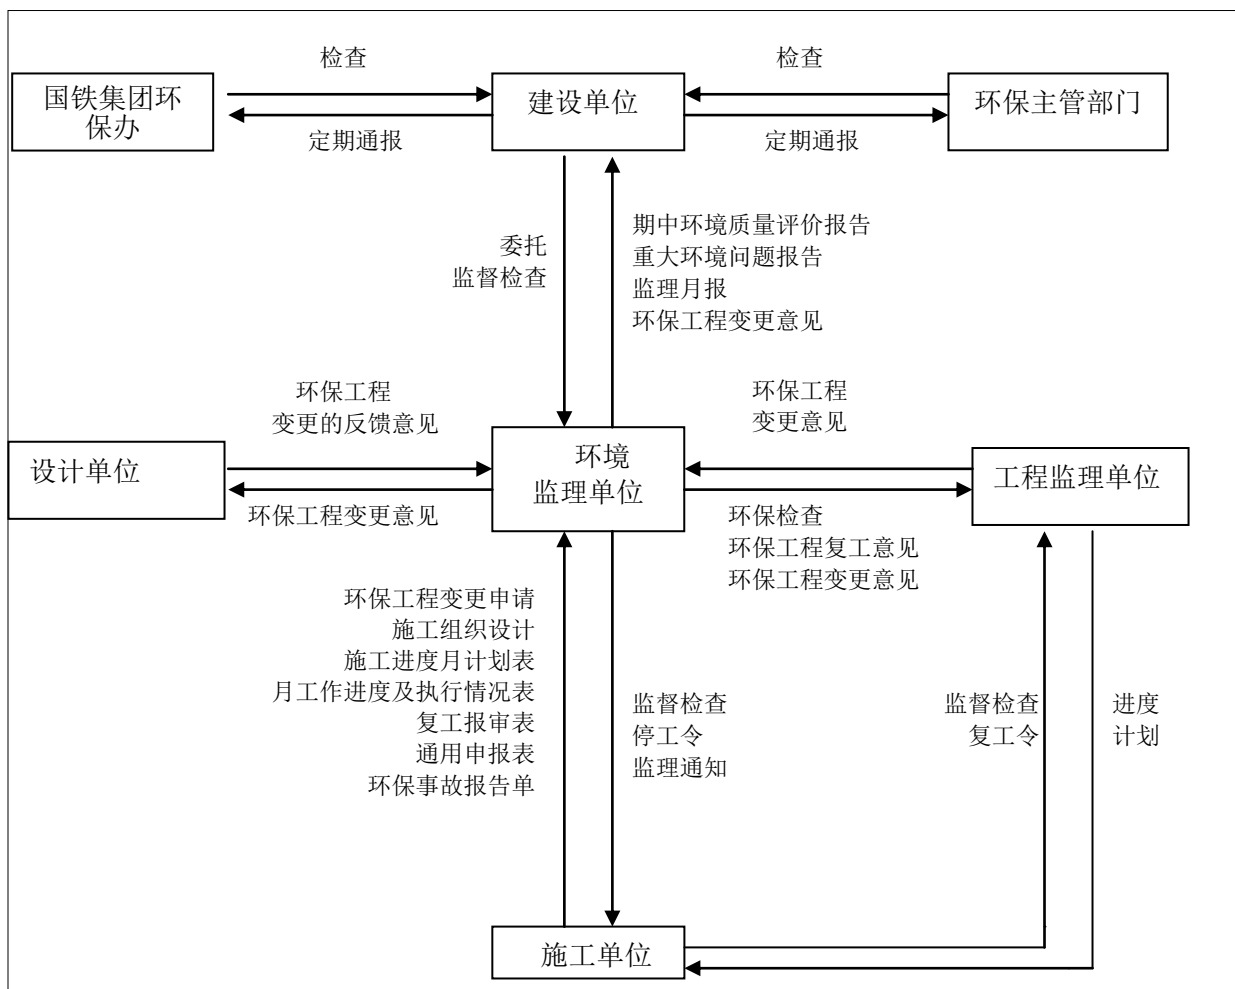 检查
检查
国铁集团环
保办
建设单位
环保主管部门
定期通报
定期通报
委托
监督检查
期中环境质量评价报告
重大环境问题报告
监理月报
环保工程变更意见
环保工程
变更的反馈意见
环保工程
变更意见
设计单位
环境
监理单位
工程监理单位
环保工程变更意见
环保检查
环保工程复工意见
环保工程变更意见
环保工程变更申请
施工组织设计
施工进度月计划表
月工作进度及执行情况表
复工报审表
通用申报表
环保事故报告单
监督检查
停工令
监理通知
监督检查
复工令
进度
计划
施工单位